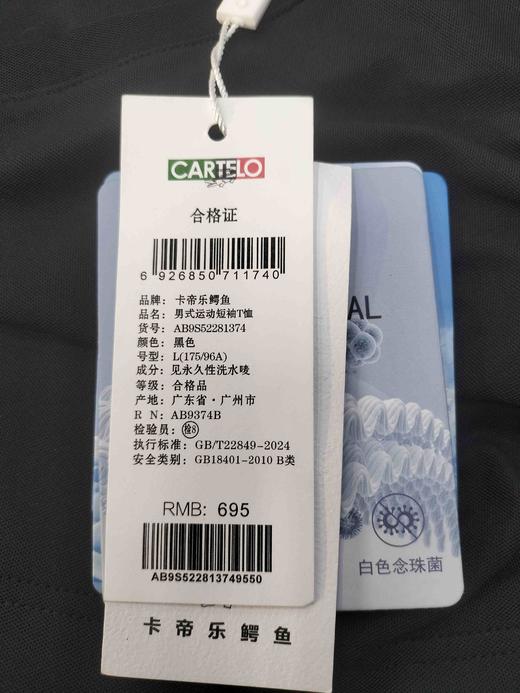 CARTELO
合格证
6 926850 711740
品牌: 卡帝乐鳄鱼
品名: 男式运动短袖T恤
货号: AB9S52281374
颜色: 黑色
号型: L(175/96A)
成分: 见永久性洗水唛
等级: 合格品
产地: 广东省·广州市
R N: AB9374B
检验员: 检8
执行标准: GB/T22849-2024
安全类别: GB18401-2010 B类
RMB: 695
AB9S522813749550
卡帝乐鳄鱼
AL
白色念珠菌